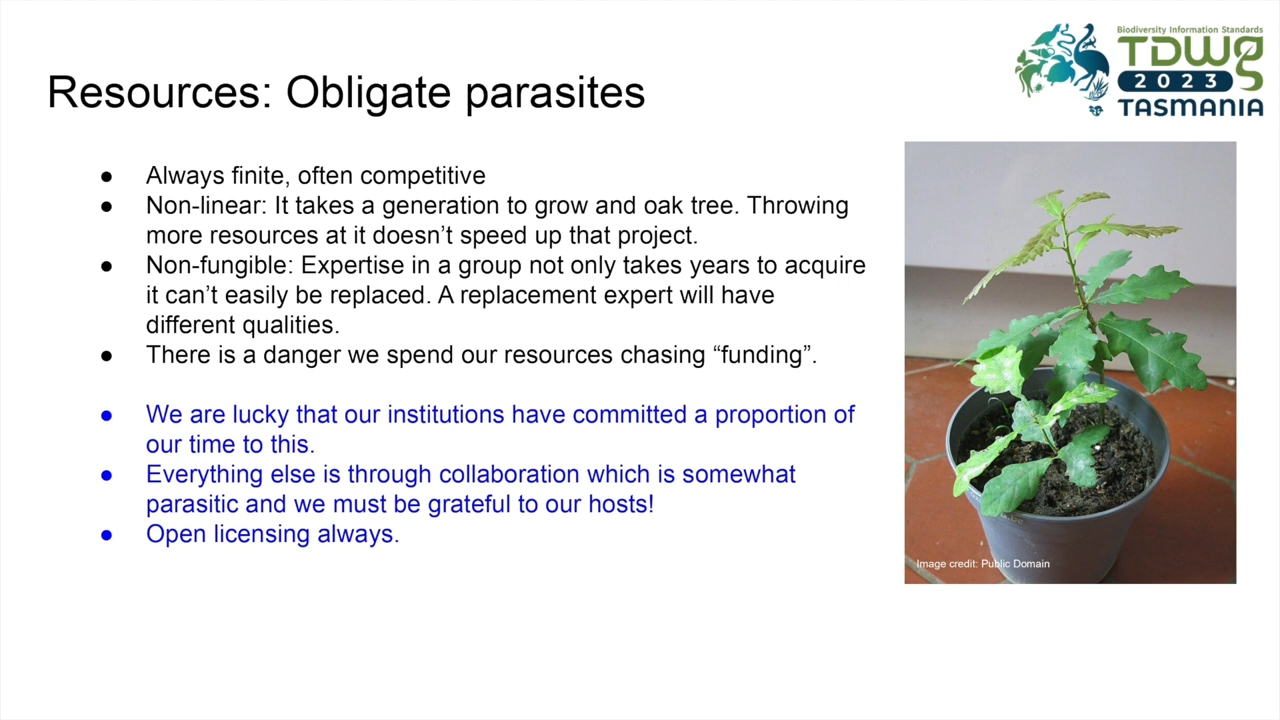 Resources: Obligate parasites
Biodiversity Information Standards
TDWG
2023
TASMANIA
● Always finite, often competitive
● Non-linear: It takes a generation to grow and oak tree. Throwing
more resources at it doesn’t speed up that project.
● Non-fungible: Expertise in a group not only takes years to acquire
it can’t easily be replaced. A replacement expert will have
different qualities.
● There is a danger we spend our resources chasing “funding”.
● We are lucky that our institutions have committed a proportion of
our time to this.
● Everything else is through collaboration which is somewhat
parasitic and we must be grateful to our hosts!
● Open licensing always.
Image credit: Public Domain